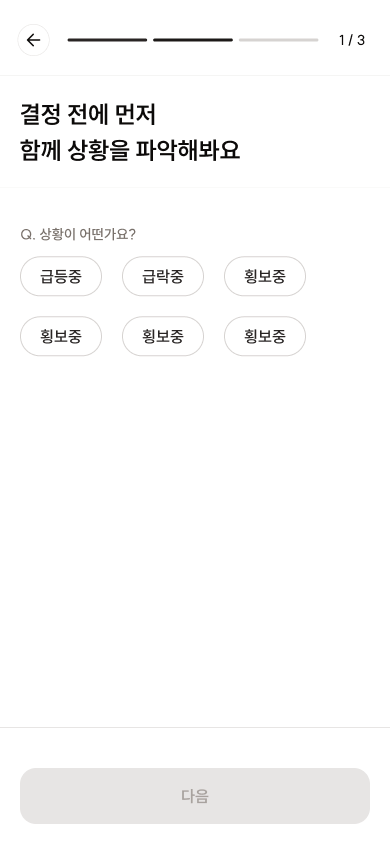 1 / 3
결정 전에 먼저
함께 상황을 파악해봐요
Q. 상황이 어떤가요?
급등중 급락중 횡보중
횡보중 횡보중 횡보중
다음